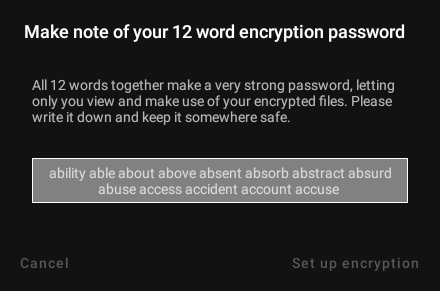 Make note of your 12 word encryption password
All 12 words together make a very strong password, letting
only you view and make use of your encrypted files. Please
write it down and keep it somewhere safe.
ability able about above absent absorb abstract absurd
abuse access accident account accuse
Cancel
Set up encryption